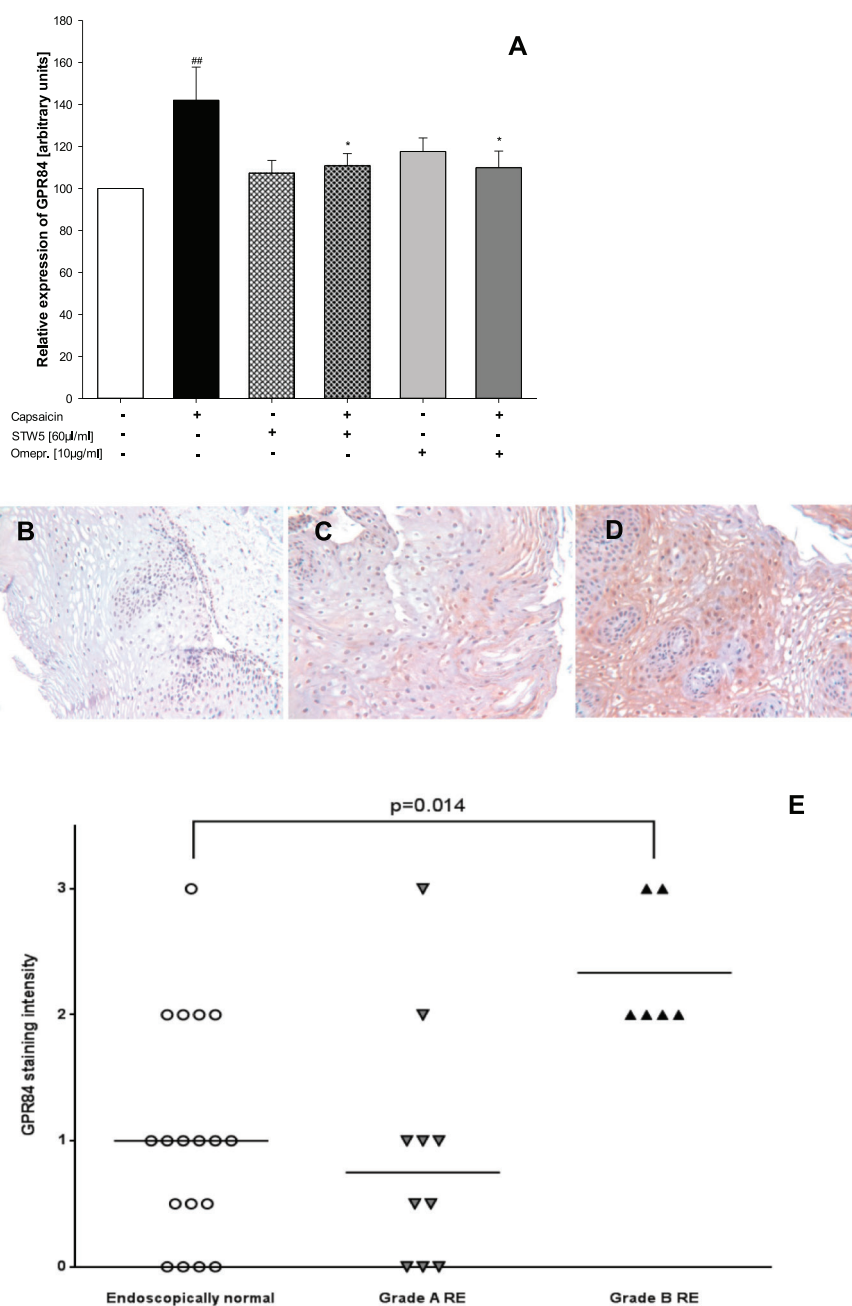 A
Relative expression of GPR84 [arbitrary units]
180
160
140
120
100
80
60
40
20
0
##
*
*
Capsaicin - + - + - +
STW5 [60µl/ml] - - + + - -
Omepr. [10µg/ml] - - - - + +
B C D
p=0.014
E
GPR84 staining intensity
3
2
1
0
Endoscopically normal Grade A RE Grade B RE